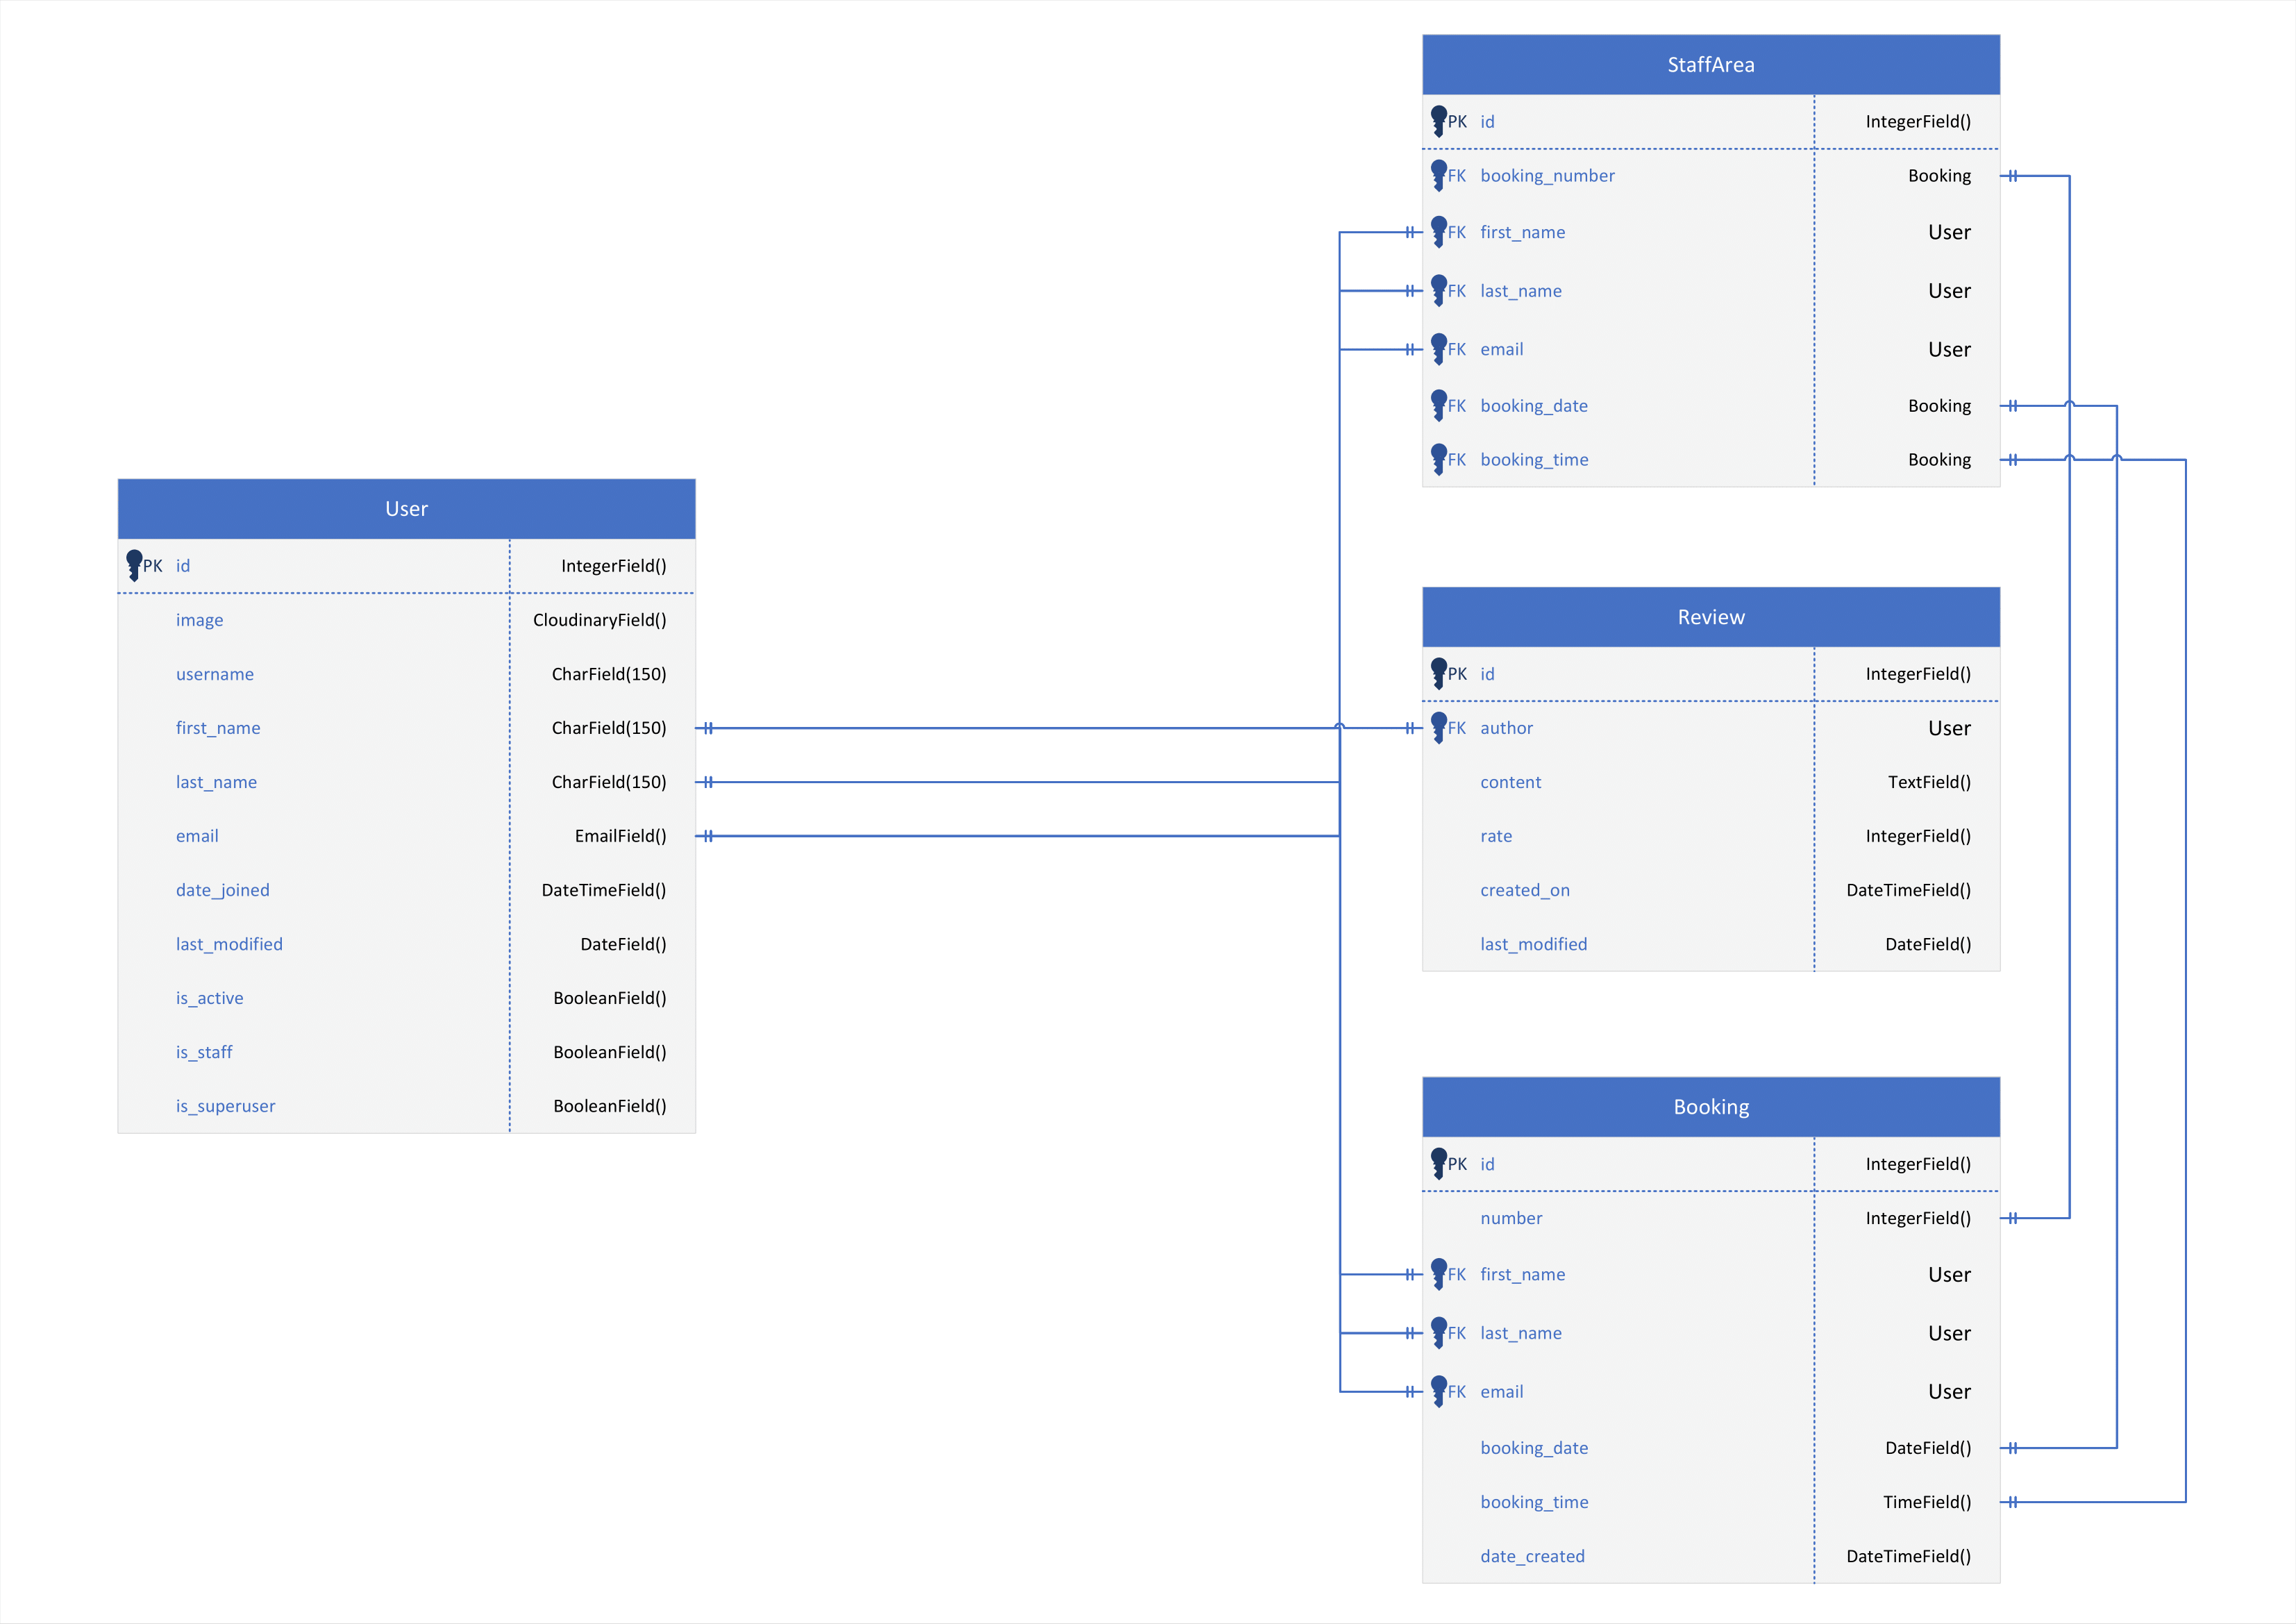 StaffArea
PK id IntegerField()
FK booking_number Booking
FK first_name User
FK last_name User
FK email User
FK booking_date Booking
FK booking_time Booking
User
PK id IntegerField()
image CloudinaryField()
username CharField(150)
first_name CharField(150)
last_name CharField(150)
email EmailField()
date_joined DateTimeField()
last_modified DateField()
is_active BooleanField()
is_staff BooleanField()
is_superuser BooleanField()
Review
PK id IntegerField()
FK author User
content TextField()
rate IntegerField()
created_on DateTimeField()
last_modified DateField()
Booking
PK id IntegerField()
number IntegerField()
FK first_name User
FK last_name User
FK email User
booking_date DateField()
booking_time TimeField()
date_created DateTimeField()